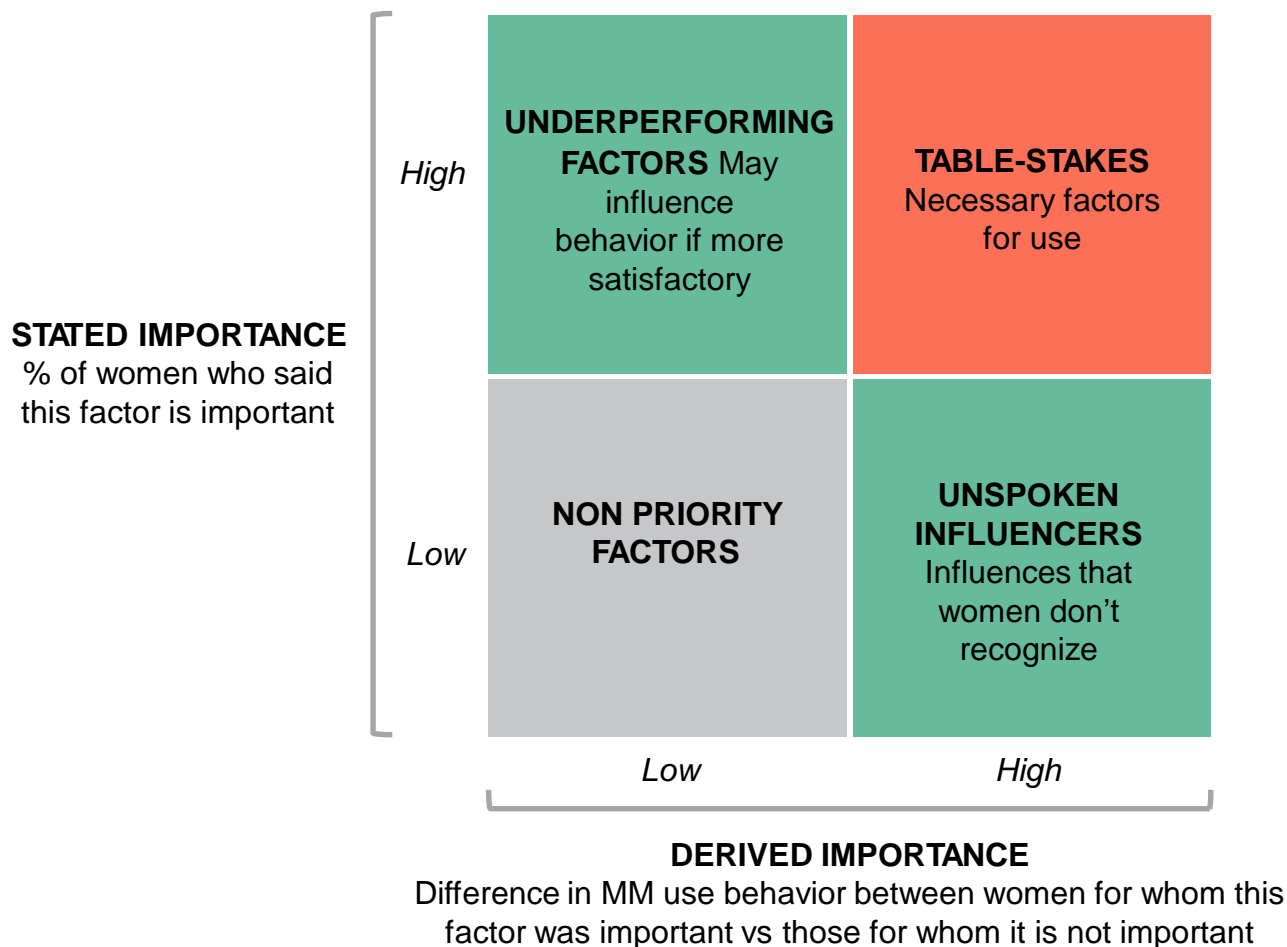 UNDERPERFORMING
FACTORS May
influence
behavior if more
satisfactory
High
TABLE-STAKES
Necessary factors
for use
STATED IMPORTANCE
% of women who said
this factor is important
NON PRIORITY
FACTORS
Low
UNSPOKEN
INFLUENCERS
Influences that
women don’t
recognize
Low
High
DERIVED IMPORTANCE
Difference in MM use behavior between women for whom this
factor was important vs those for whom it is not important